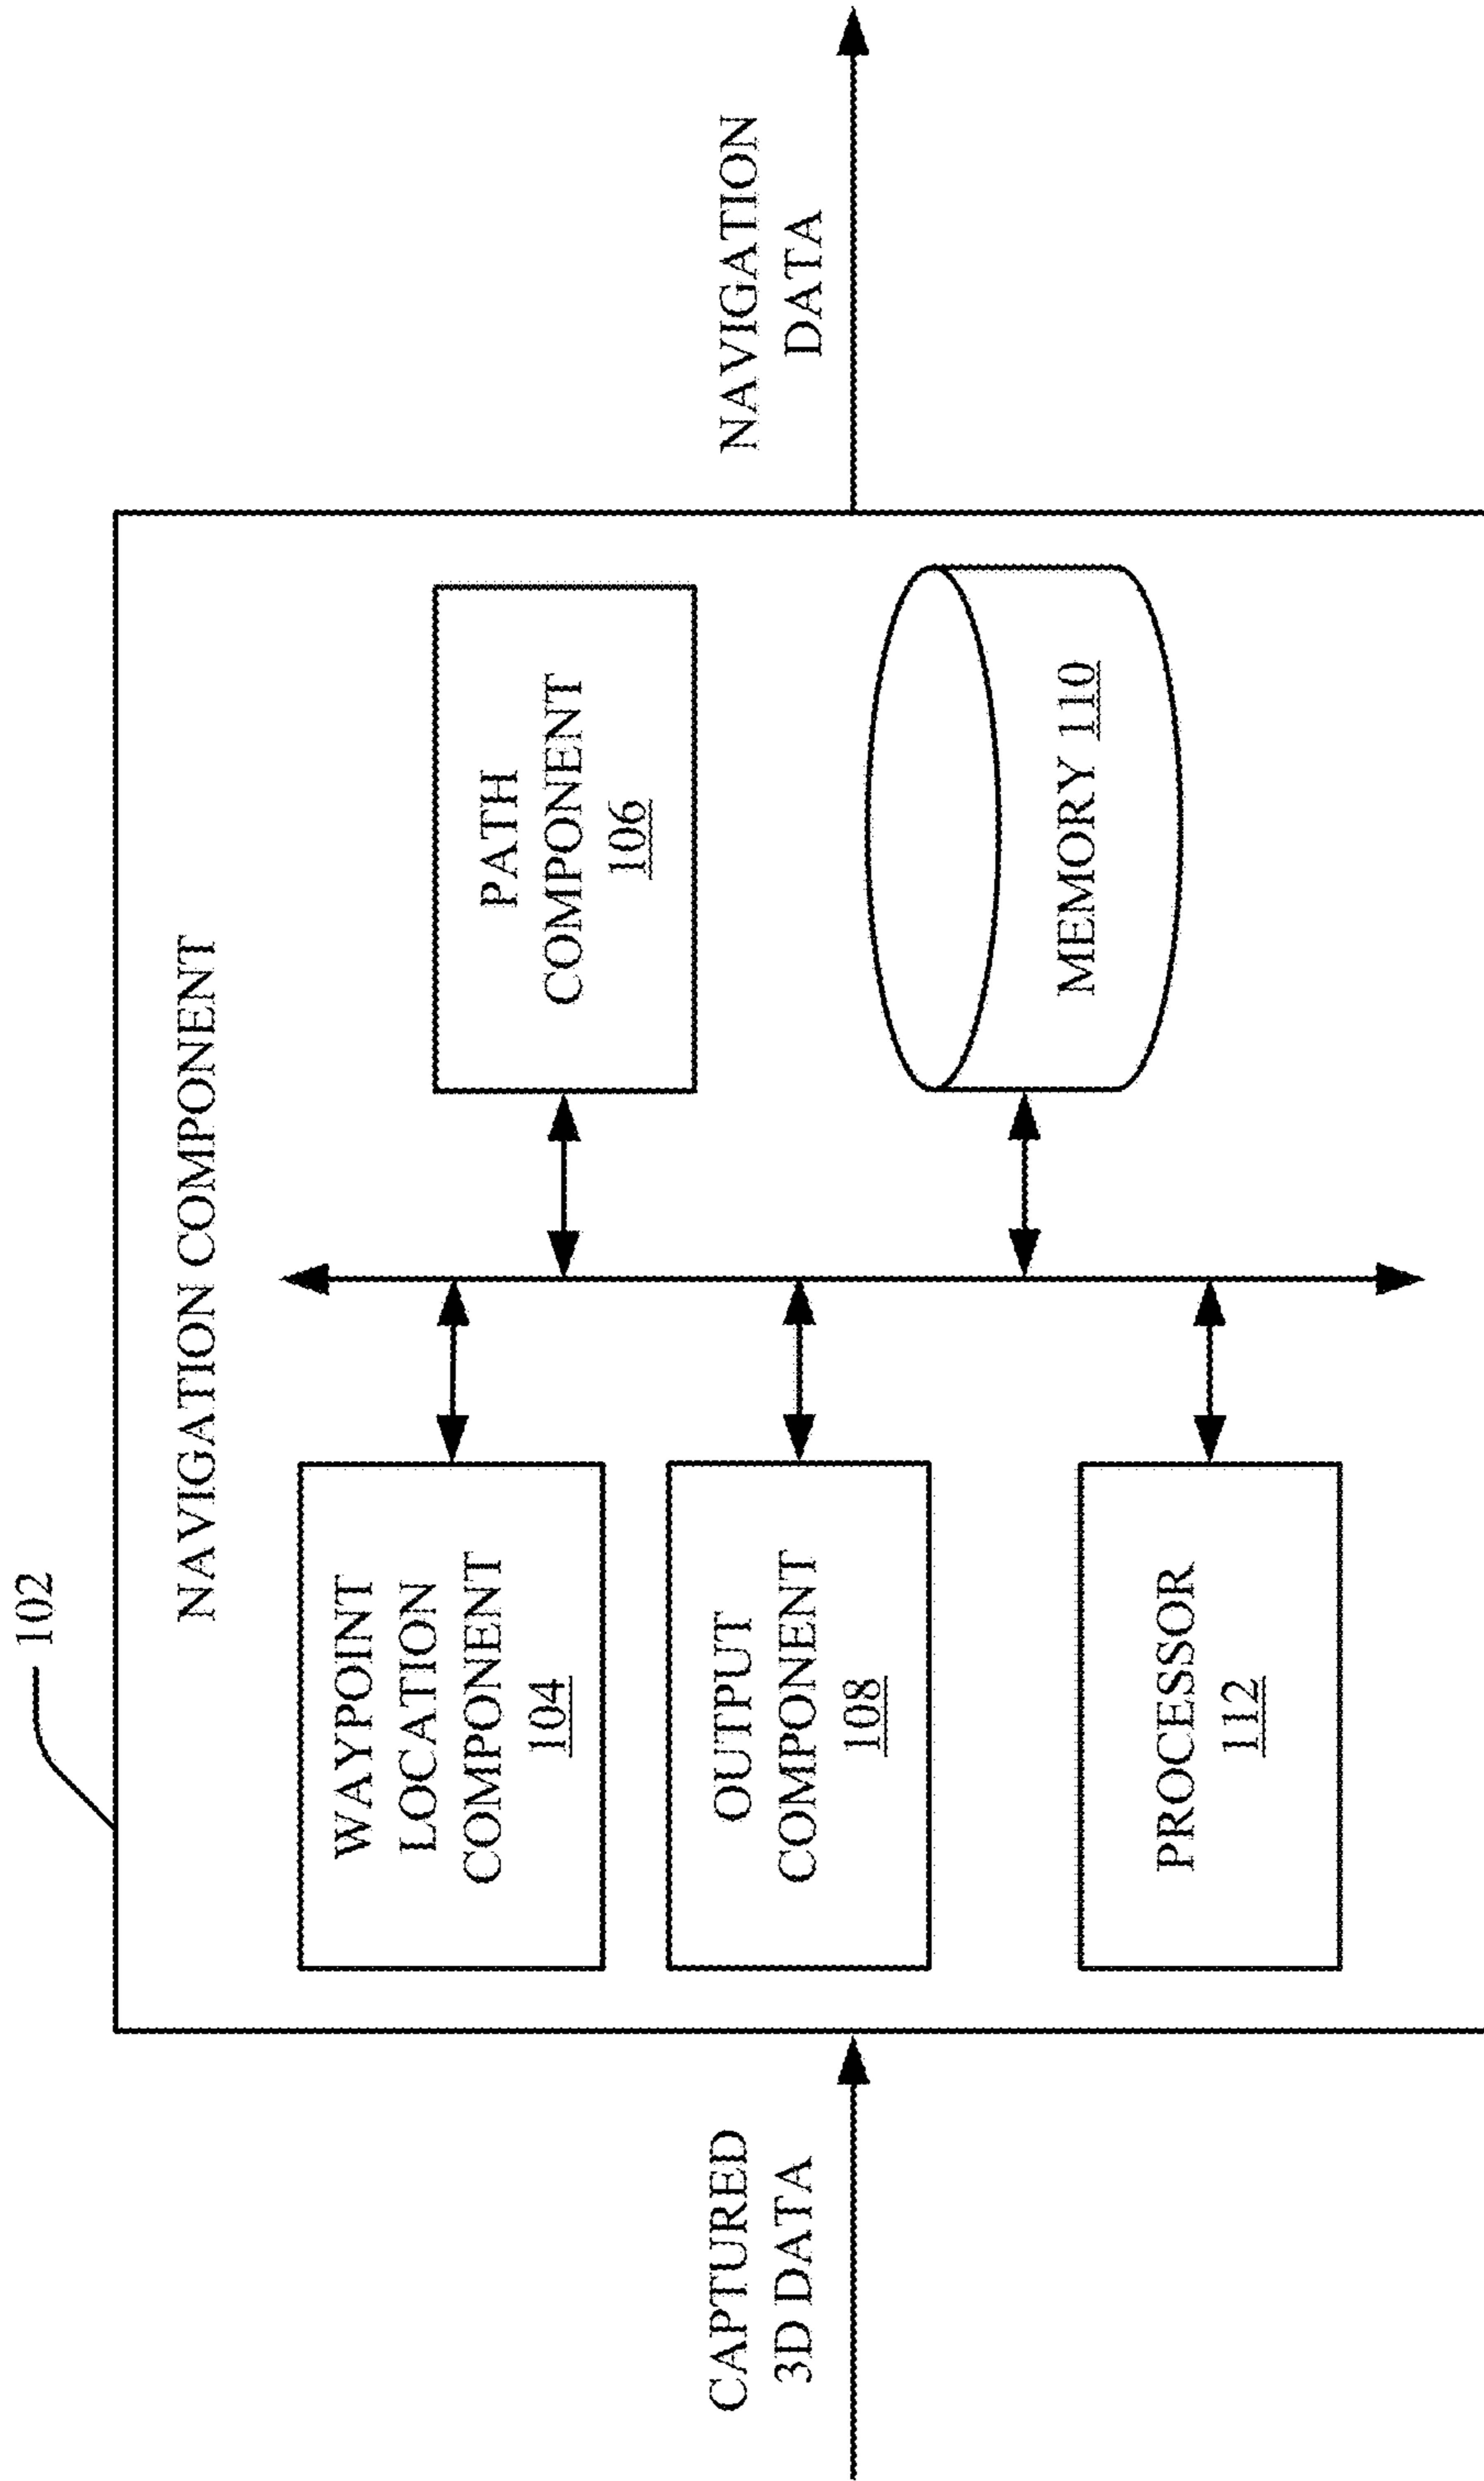 102
NAVIGATION COMPONENT
CAPTURED
3D DATA
WAYPOINT
LOCATION
COMPONENT
104
PATH
COMPONENT
106
OUTPUT
COMPONENT
108
MEMORY 110
PROCESSOR
112
NAVIGATION
DATA